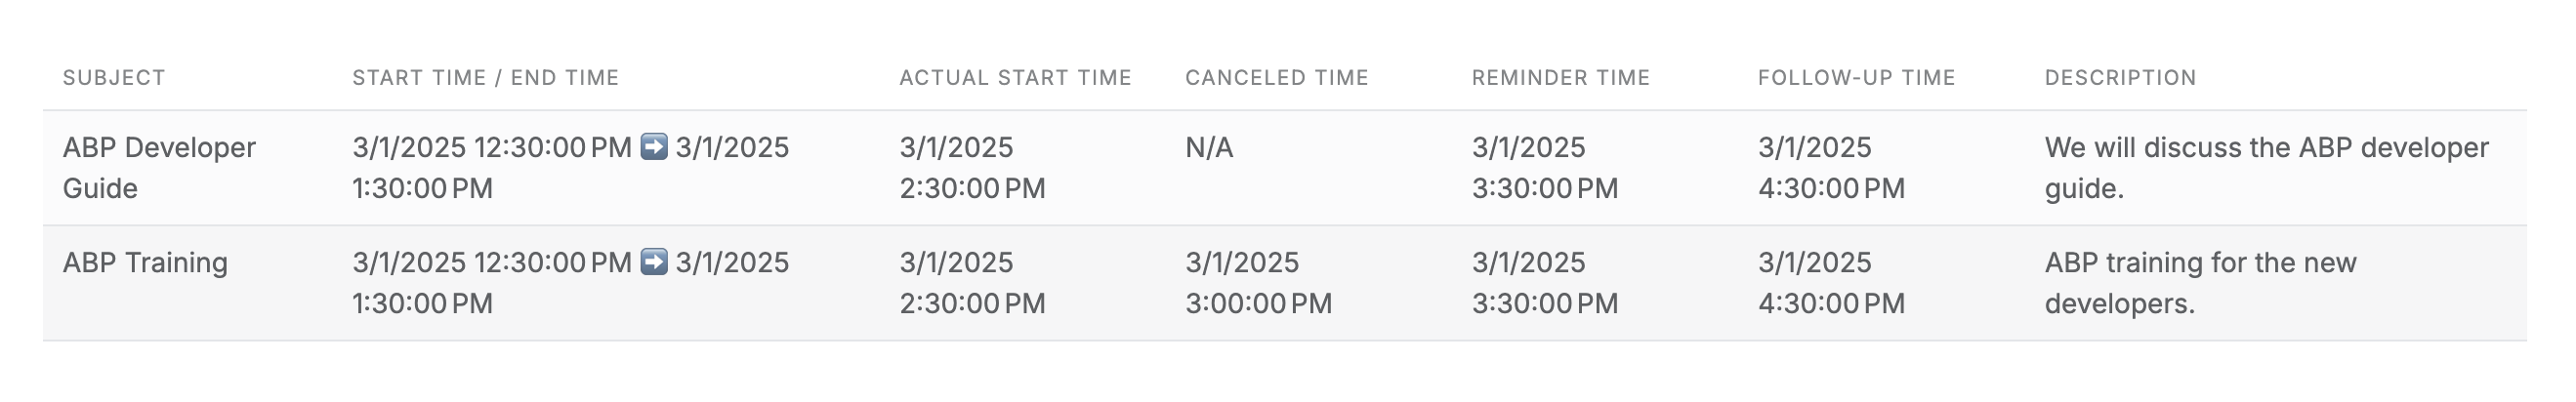 SUBJECT START TIME / END TIME ACTUAL START TIME CANCELED TIME REMINDER TIME FOLLOW-UP TIME DESCRIPTION
ABP Developer 3/1/2025 12:30:00 PM ➡️ 3/1/2025 3/1/2025 N/A 3/1/2025 3/1/2025 We will discuss the ABP developer
Guide 1:30:00 PM 2:30:00 PM 3:30:00 PM 4:30:00 PM guide.
ABP Training 3/1/2025 12:30:00 PM ➡️ 3/1/2025 3/1/2025 3/1/2025 3/1/2025 3/1/2025 ABP training for the new
1:30:00 PM 2:30:00 PM 3:00:00 PM 3:30:00 PM 4:30:00 PM developers.